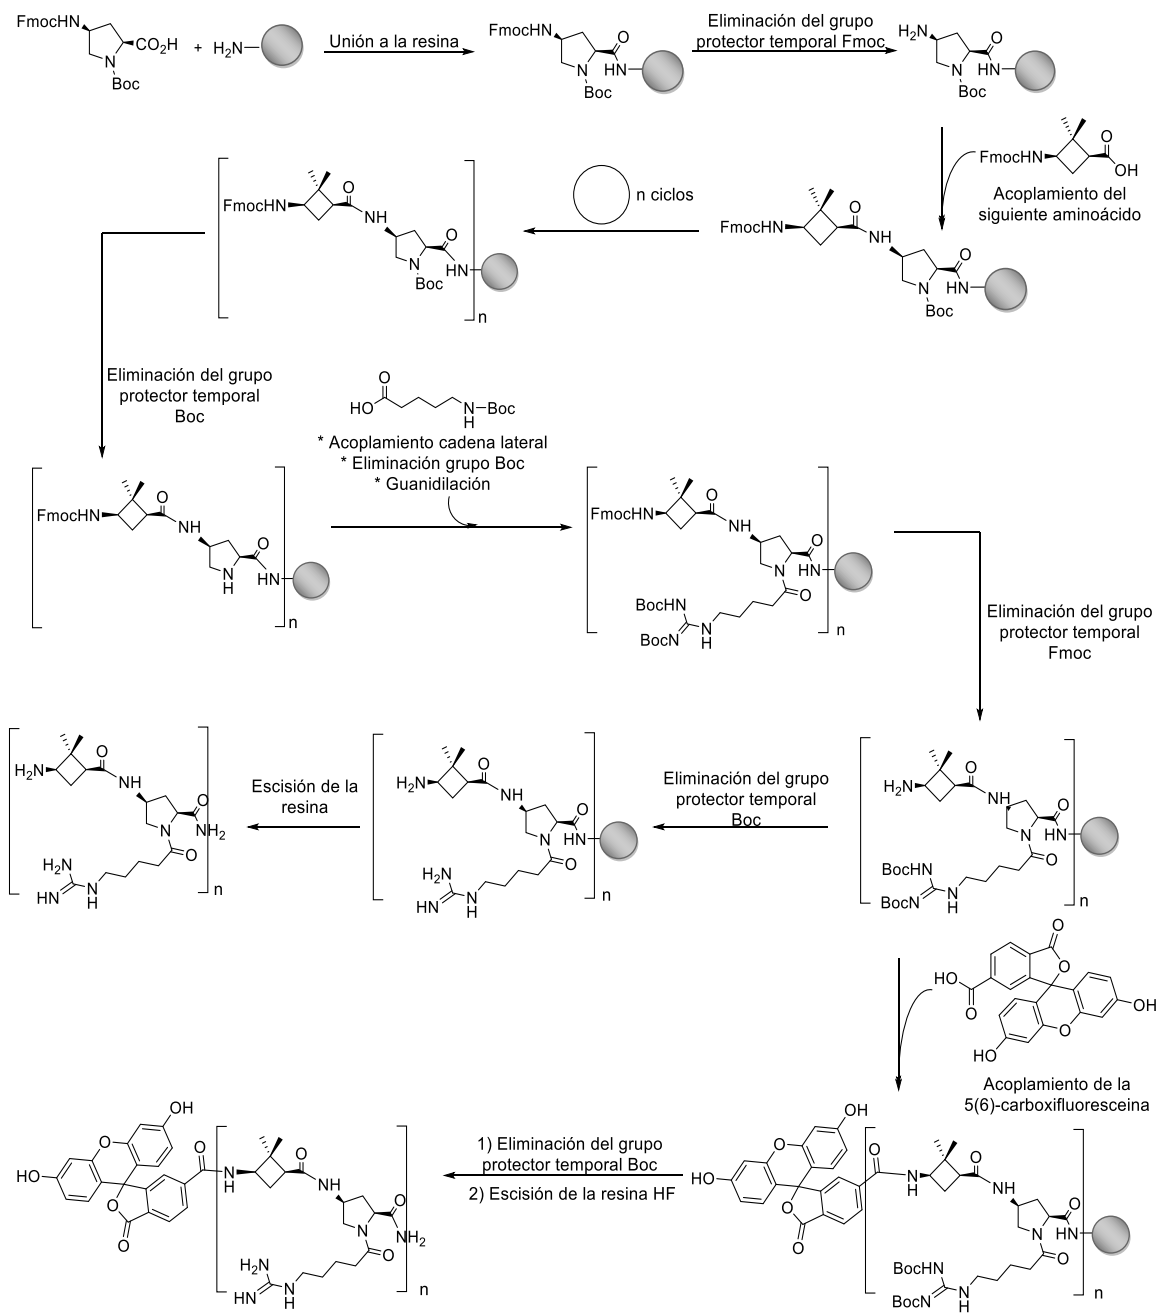 FmocHN
CO2H
N
Boc
+
H2N
Unión a la resina
FmocHN
O
N
HN
Boc
Eliminación del grupo
protector temporal Fmoc
H2N
O
N
HN
Boc
FmocHN
O
OH
Acoplamiento del
siguiente aminoácido
FmocHN
O
NH
O
N
HN
Boc
n ciclos
FmocHN
O
NH
O
N
HN
Boc
n
Eliminación del grupo
protector temporal
Boc
O
HO
N
H
Boc
* Acoplamiento cadena lateral
* Eliminación grupo Boc
* Guanidilación
FmocHN
O
NH
O
N
H
HN
n
FmocHN
O
NH
O
N
HN
O
BocHN
BocN
N
H
n
Eliminación del grupo
protector temporal
Fmoc
H2N
O
NH
O
N
HN
O
BocHN
BocN
N
H
n
Eliminación del grupo
protector temporal
Boc
H2N
O
NH
O
N
HN
O
H2N
HN
N
H
n
Escisión de la
resina
H2N
O
NH
O
N
NH2
O
H2N
HN
N
H
n
O
O
HO
O
O
OH
HO
Acoplamiento de la
5(6)-carboxifluoresceina
OH
O
HO
O
O
O
N
H
O
NH
O
N
HN
O
BocHN
BocN
N
H
n
1) Eliminación del grupo
protector temporal Boc
2) Escisión de la resina HF
OH
O
HO
O
O
O
N
H
O
NH
O
N
NH2
O
H2N
HN
N
H
n